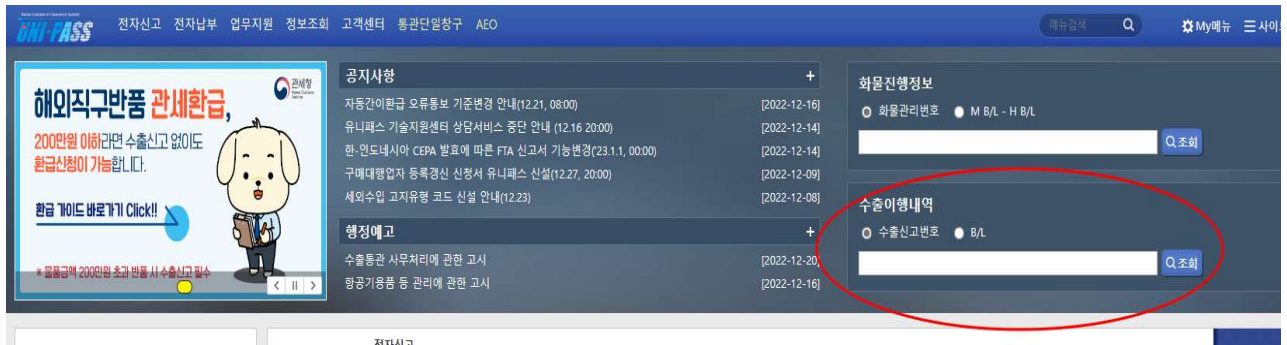 UNI-PASS
전자신고 전자납부 업무지원 정보조회 고객센터 통관단일창구 AEO
메뉴검색
My메뉴
사이트
해외직구반품 관세환급,
관세청
200만원 이하라면 수출신고 없이도
환급신청이 가능합니다.
환급 가이드 바로가기 Click!!
* 물품금액 200만원 초과 반품 시 수출신고 필수
공지사항 +
자동간이환급 오류통보 기준변경 안내(12.21, 08:00) [2022-12-16]
유니패스 기술지원센터 상담서비스 중단 안내 (12.16 20:00) [2022-12-14]
한-인도네시아 CEPA 발효에 따른 FTA 신고서 기능변경('23.1.1, 00:00) [2022-12-14]
구매대행업자 등록갱신 신청서 유니패스 신설(12.27, 20:00) [2022-12-09]
세외수입 고지유형 코드 신설 안내(12.23) [2022-12-08]
행정예고 +
수출통관 사무처리에 관한 고시 [2022-12-20]
항공기용품 등 관리에 관한 고시 [2022-12-16]
화물진행정보
화물관리번호 M B/L - H B/L
조회
수출이행내역
수출신고번호 B/L
조회
전자신고